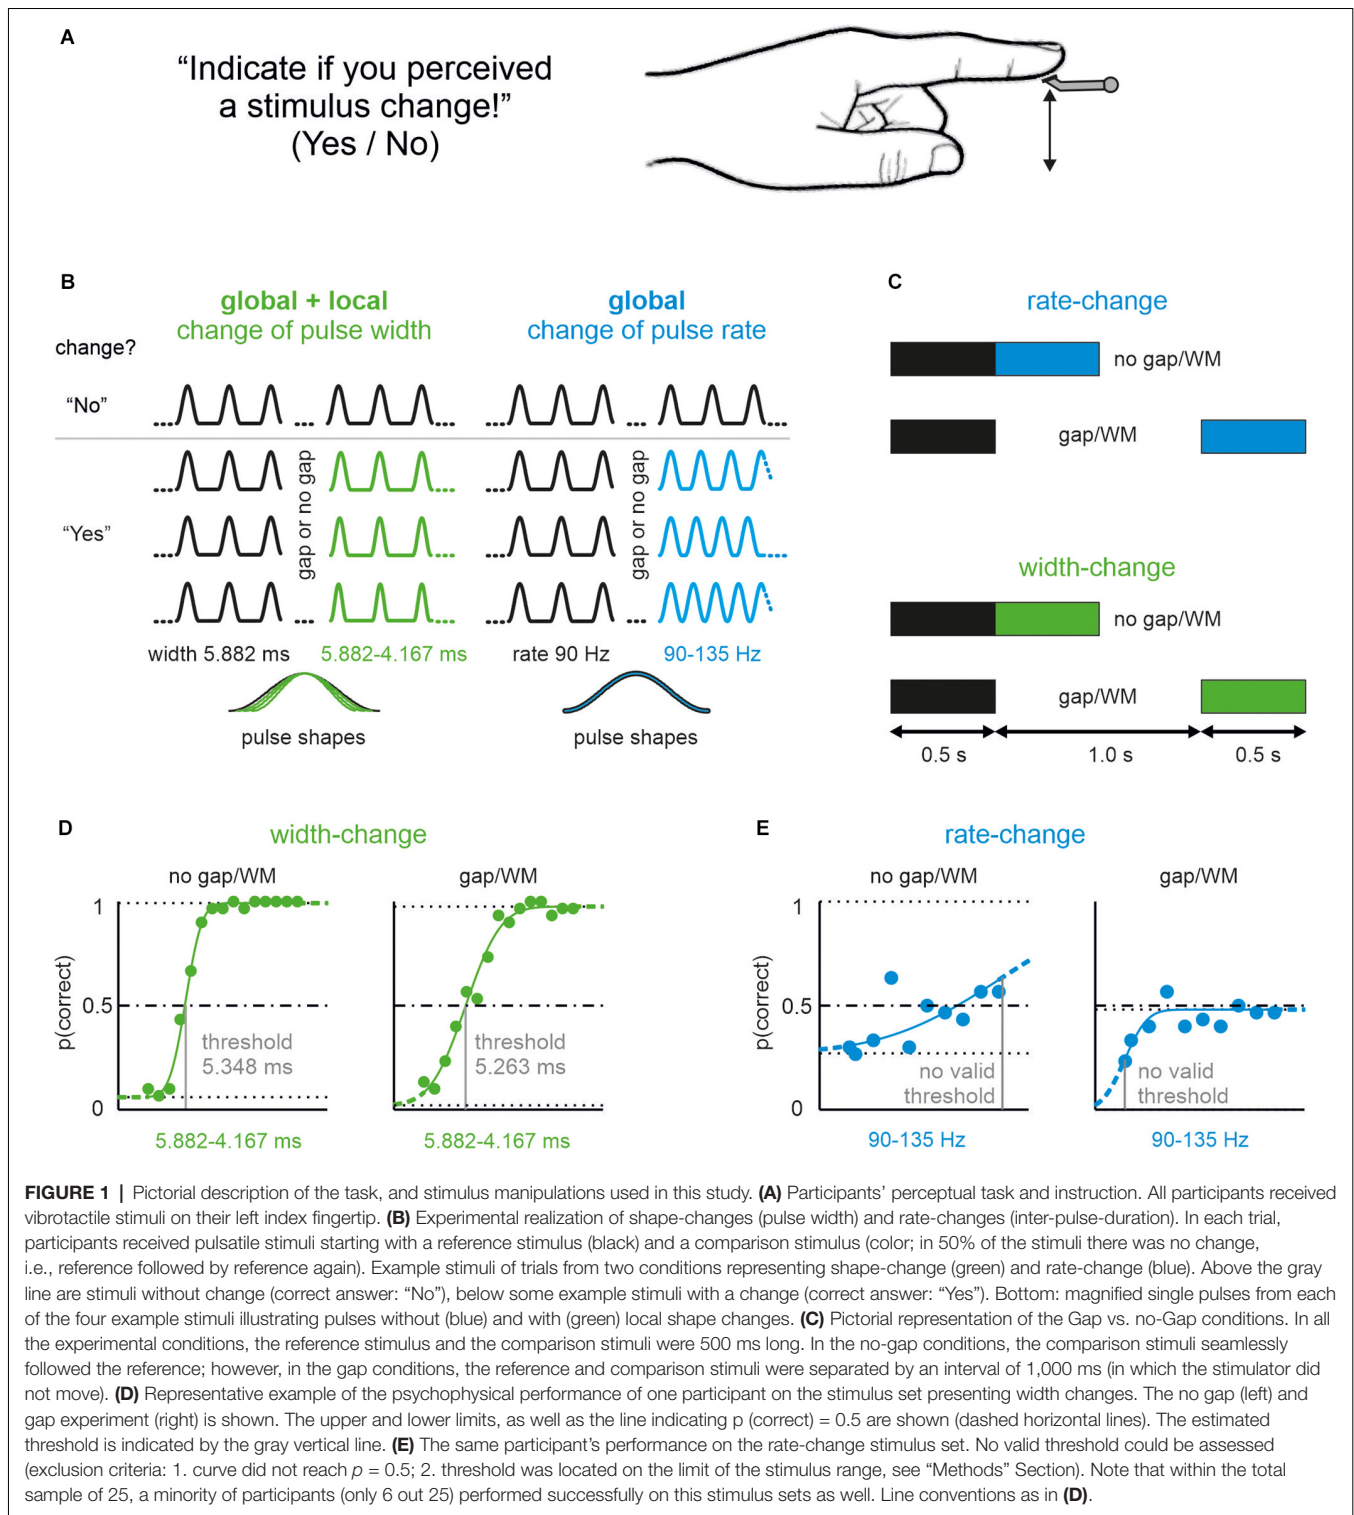 A
“Indicate if you perceived
a stimulus change!”
(Yes / No)
B
global + local
change of pulse width
global
change of pulse rate
change?
“No”
“Yes”
gap or no gap
gap or no gap
width 5.882 ms
5.882-4.167 ms
rate 90 Hz
90-135 Hz
pulse shapes
pulse shapes
C
rate-change
no gap/WM
gap/WM
width-change
no gap/WM
gap/WM
0.5 s
1.0 s
0.5 s
D
width-change
no gap/WM
gap/WM
p(correct)
1
0.5
0
threshold
5.348 ms
threshold
5.263 ms
5.882-4.167 ms
5.882-4.167 ms
E
rate-change
no gap/WM
gap/WM
p(correct)
1
0.5
0
no valid
threshold
no valid
threshold
90-135 Hz
90-135 Hz
FIGURE 1 | Pictorial description of the task, and stimulus manipulations used in this study. (A) Participants’ perceptual task and instruction. All participants received
vibrotactile stimuli on their left index fingertip. (B) Experimental realization of shape-changes (pulse width) and rate-changes (inter-pulse-duration). In each trial,
participants received pulsatile stimuli starting with a reference stimulus (black) and a comparison stimulus (color; in 50% of the stimuli there was no change,
i.e., reference followed by reference again). Example stimuli of trials from two conditions representing shape-change (green) and rate-change (blue). Above the gray
line are stimuli without change (correct answer: “No”), below some example stimuli with a change (correct answer: “Yes”). Bottom: magnified single pulses from each
of the four example stimuli illustrating pulses without (blue) and with (green) local shape changes. (C) Pictorial representation of the Gap vs. no-Gap conditions. In all
the experimental conditions, the reference stimulus and the comparison stimuli were 500 ms long. In the no-gap conditions, the comparison stimuli seamlessly
followed the reference; however, in the gap conditions, the reference and comparison stimuli were separated by an interval of 1,000 ms (in which the stimulator did
not move). (D) Representative example of the psychophysical performance of one participant on the stimulus set presenting width changes. The no gap (left) and
gap experiment (right) is shown. The upper and lower limits, as well as the line indicating p (correct) = 0.5 are shown (dashed horizontal lines). The estimated
threshold is indicated by the gray vertical line. (E) The same participant’s performance on the rate-change stimulus set. No valid threshold could be assessed
(exclusion criteria: 1. curve did not reach p = 0.5; 2. threshold was located on the limit of the stimulus range, see “Methods” Section). Note that within the total
sample of 25, a minority of participants (only 6 out 25) performed successfully on this stimulus sets as well. Line conventions as in (D).